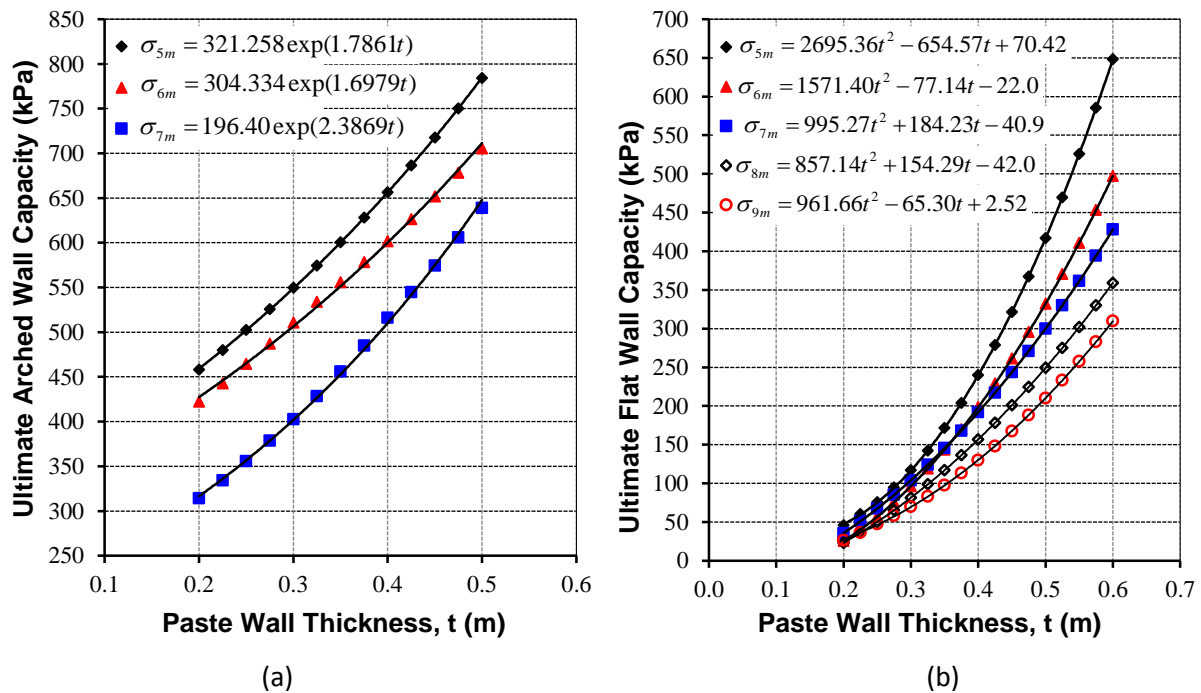 850
800
750
700
650
600
550
500
450
400
350
300
250
Ultimate Arched Wall Capacity (kPa)
σ5m = 321.258exp(1.7861t)
σ6m = 304.334exp(1.6979t)
σ7m = 196.40exp(2.3869t)
0.1 0.2 0.3 0.4 0.5 0.6
Paste Wall Thickness, t (m)
(a)
700
650
600
550
500
450
400
350
300
250
200
150
100
50
0
Ultimate Flat Wall Capacity (kPa)
σ5m = 2695.36t² − 654.57t + 70.42
σ6m = 1571.40t² − 77.14t − 22.0
σ7m = 995.27t² + 184.23t − 40.9
σ8m = 857.14t² + 154.29t − 42.0
σ9m = 961.66t² − 65.30t + 2.52
0.0 0.1 0.2 0.3 0.4 0.5 0.6 0.7
Paste Wall Thickness, t (m)
(b)